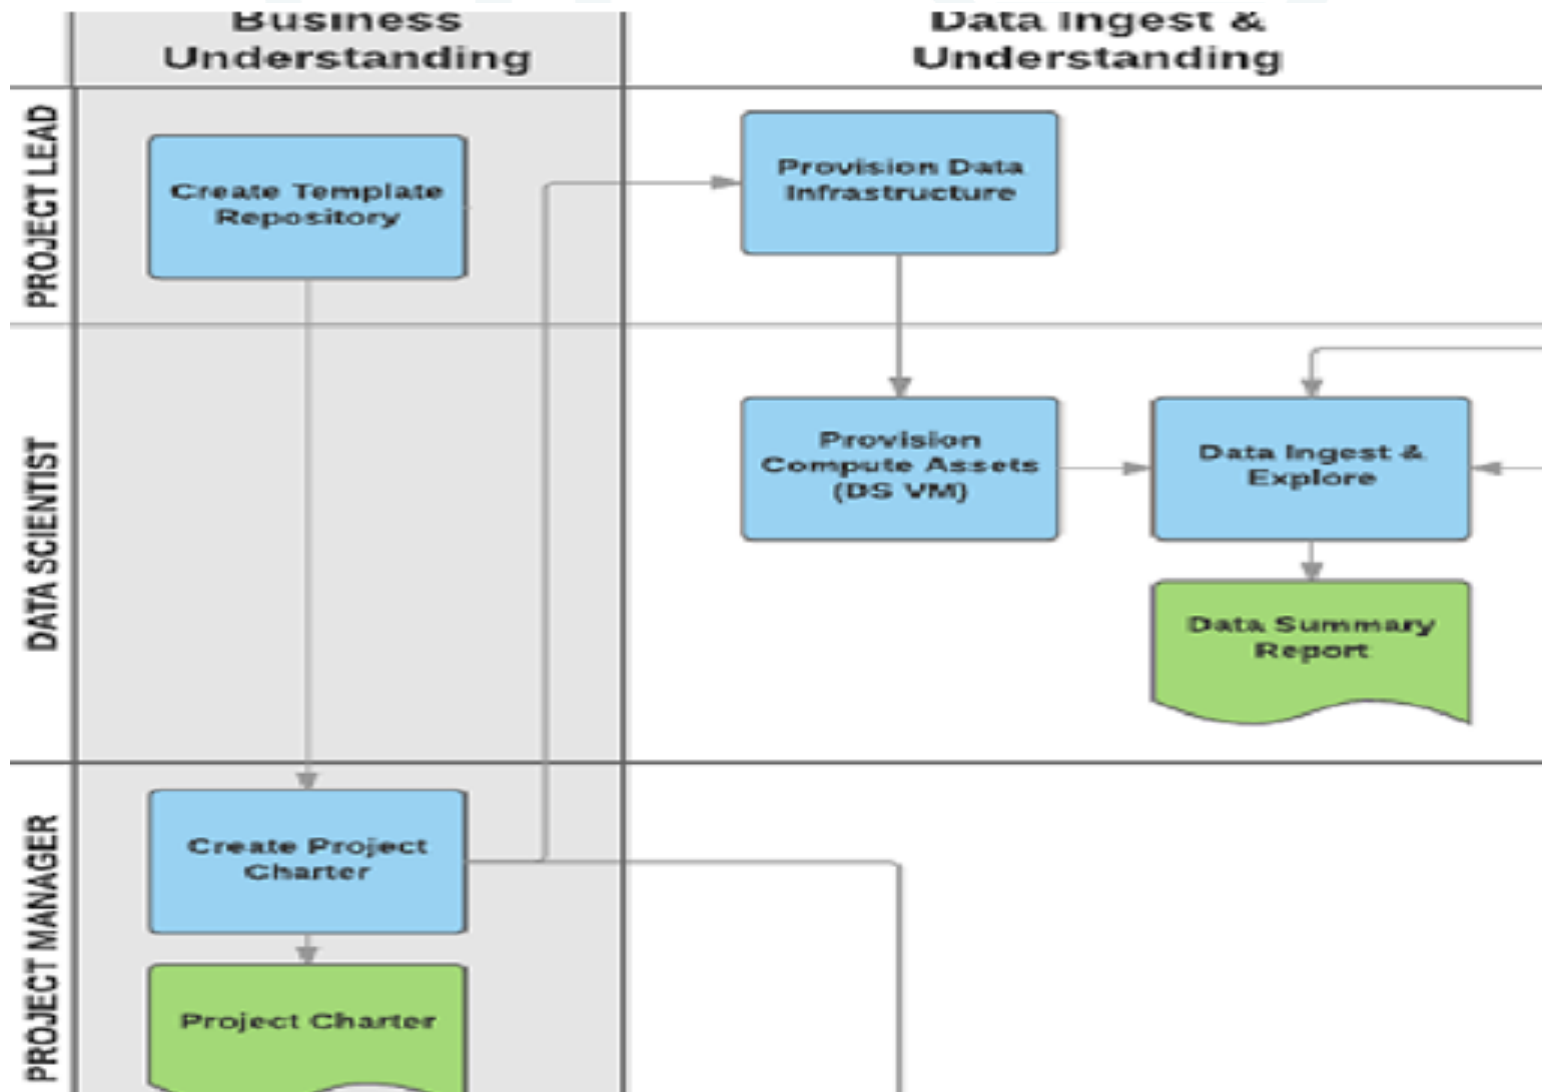 Business
Understanding
Data Ingest &
Understanding
PROJECT LEAD
Create Template
Repository
Provision Data
Infrastructure
DATA SCIENTIST
Provision
Compute Assets
(DS VM)
Data Ingest &
Explore
Data Summary
Report
PROJECT MANAGER
Create Project
Charter
Project Charter